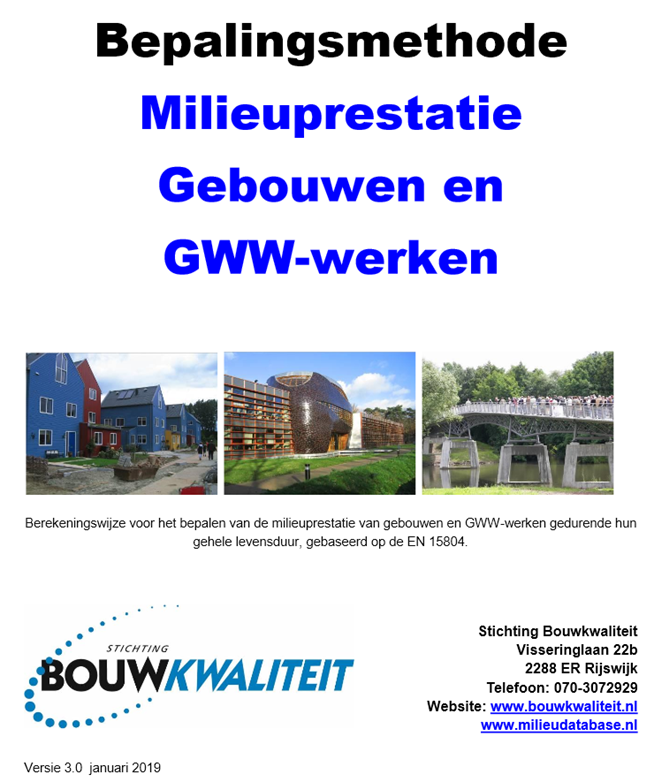 Bepalingsmethode
Milieuprestatie
Gebouwen en
GWW-werken
Berekeningswijze voor het bepalen van de milieuprestatie van gebouwen en GWW-werken gedurende hun
gehele levensduur, gebaseerd op de EN 15804.
STICHTING
BOUWKWALITEIT
Stichting Bouwkwaliteit
Visseringlaan 22b
2288 ER Rijswijk
Telefoon: 070-3072929
Website: www.bouwkwaliteit.nl
www.milieudatabase.nl
Versie 3.0 januari 2019